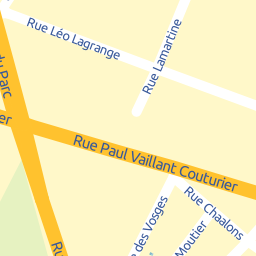 Rue Léo Lagrange
Rue Lamartine
du Parc
Rue Paul Vaillant Couturier
Rue Chaalons
des Vosges
Moutier